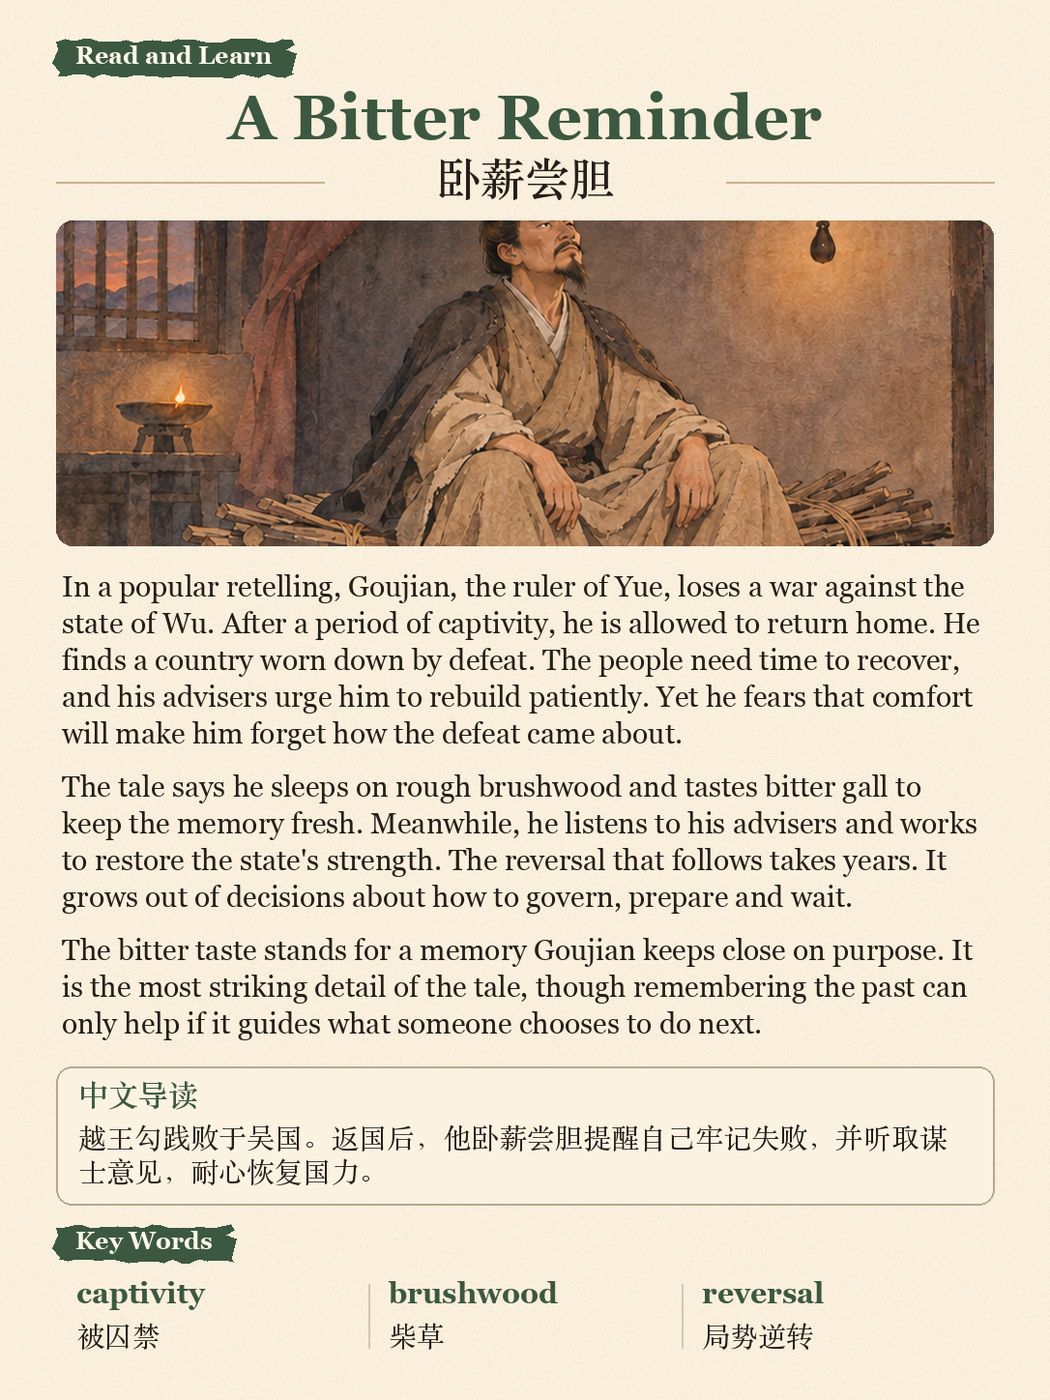 Read and Learn
A Bitter Reminder
卧薪尝胆
In a popular retelling, Goujian, the ruler of Yue, loses a war against the
state of Wu. After a period of captivity, he is allowed to return home. He
finds a country worn down by defeat. The people need time to recover,
and his advisers urge him to rebuild patiently. Yet he fears that comfort
will make him forget how the defeat came about.
The tale says he sleeps on rough brushwood and tastes bitter gall to
keep the memory fresh. Meanwhile, he listens to his advisers and works
to restore the state's strength. The reversal that follows takes years. It
grows out of decisions about how to govern, prepare and wait.
The bitter taste stands for a memory Goujian keeps close on purpose. It
is the most striking detail of the tale, though remembering the past can
only help if it guides what someone chooses to do next.
中文导读
越王勾践败于吴国。返国后，他卧薪尝胆提醒自己牢记失败，并听取谋
士意见，耐心恢复国力。
Key Words
captivity
被囚禁
brushwood
柴草
reversal
局势逆转